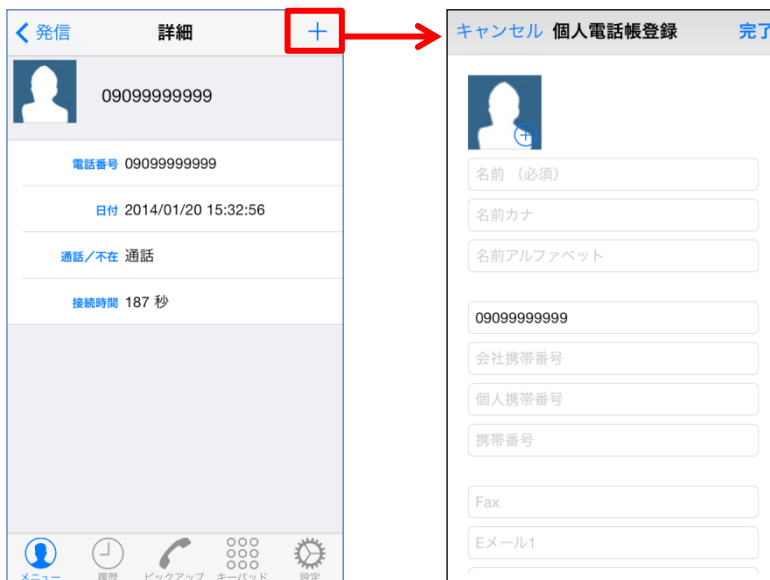 発信 詳細
09099999999
電話番号 09099999999
日付 2014/01/20 15:32:56
通話/不在 通話
接続時間 187 秒
メニュー 履歴 ピックアップ キーパッド 設定
キャンセル 個人電話帳登録 完了
名前 (必須)
名前カナ
名前アルファベット
09099999999
会社携帯番号
個人携帯番号
携帯番号
Fax
Eメール1